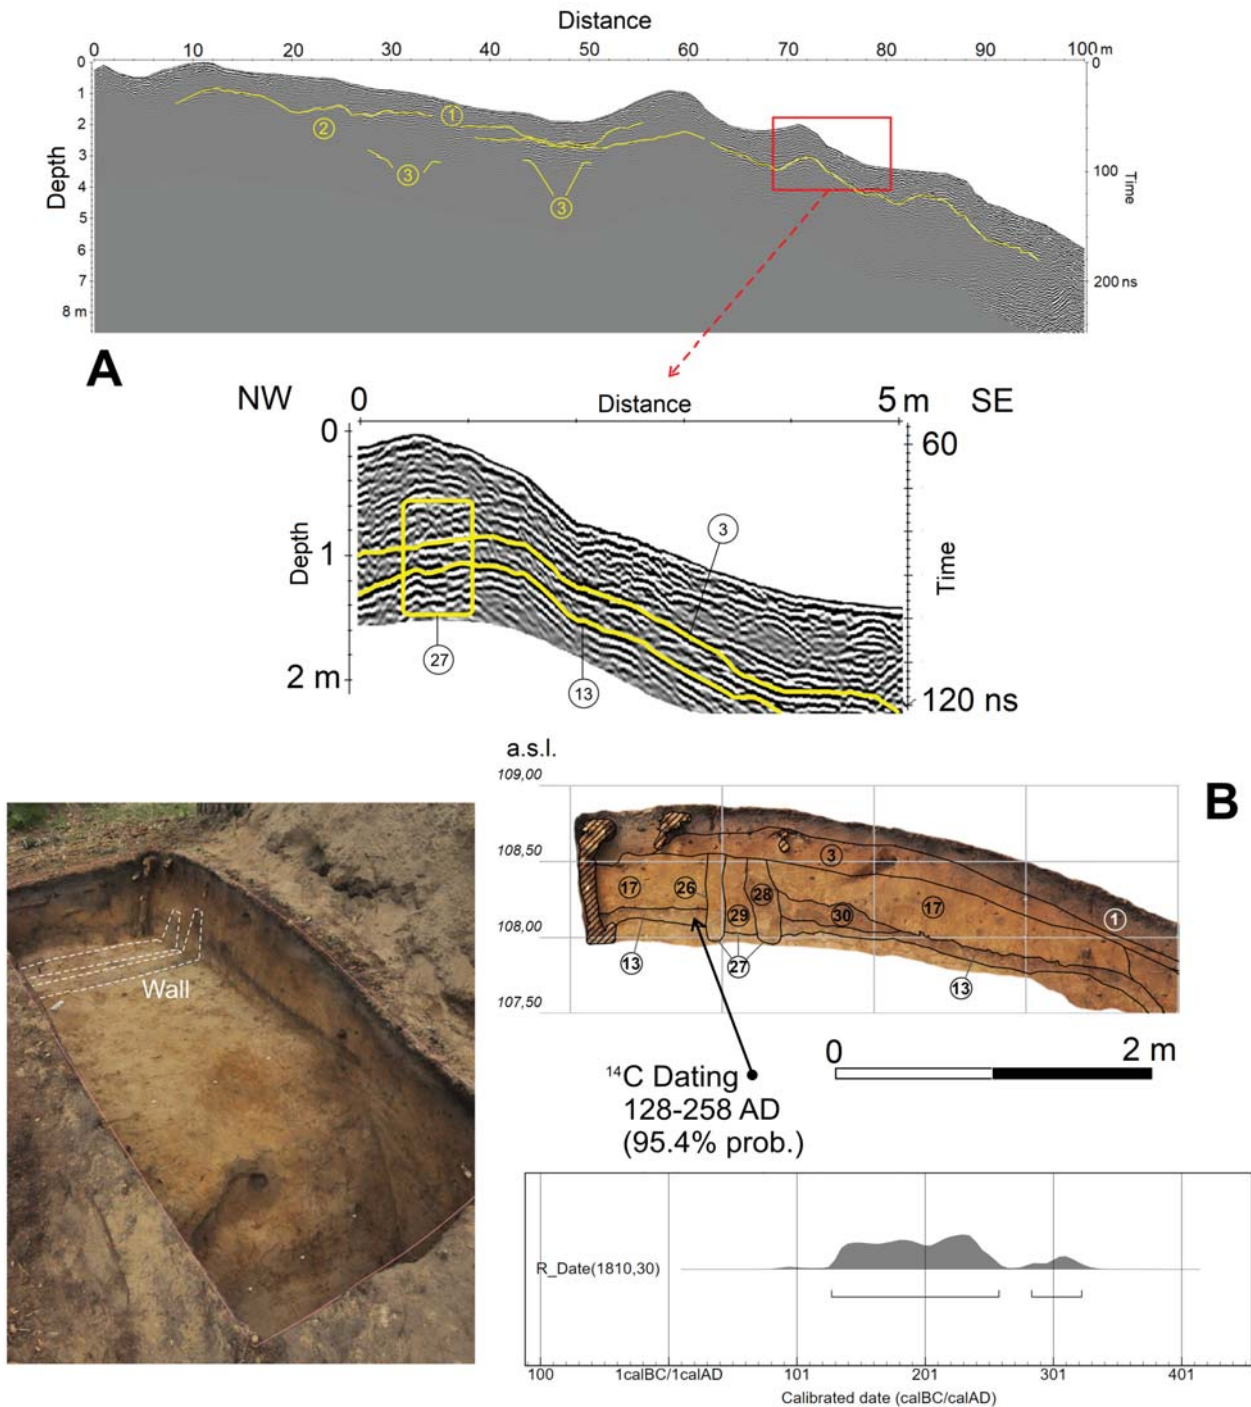 Distance
0 10 20 30 40 50 60 70 80 90 100 m
Depth
0
1
2
3
4
5
6
7
8 m
Time
0
100
200 ns
1
2
3
3
A
NW 0 Distance 5 m SE
Depth
0
1
2 m
Time
60
120 ns
3
27
13
a.s.l.
109,00
108,50
108,00
107,50
B
3
17 26 28 17
29 30 1
13 27 13
Wall
0 2 m
14C Dating
128-258 AD
(95.4% prob.)
R_Date(1810,30)
100 1calBC/1calAD 101 201 301 401
Calibrated date (calBC/calAD)